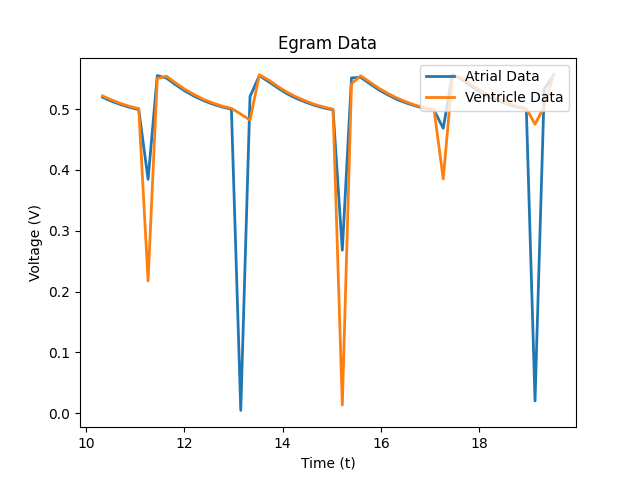 Egram Data
Atrial Data
Ventricle Data
Voltage (V)
0.5
0.4
0.3
0.2
0.1
0.0
10 12 14 16 18
Time (t)